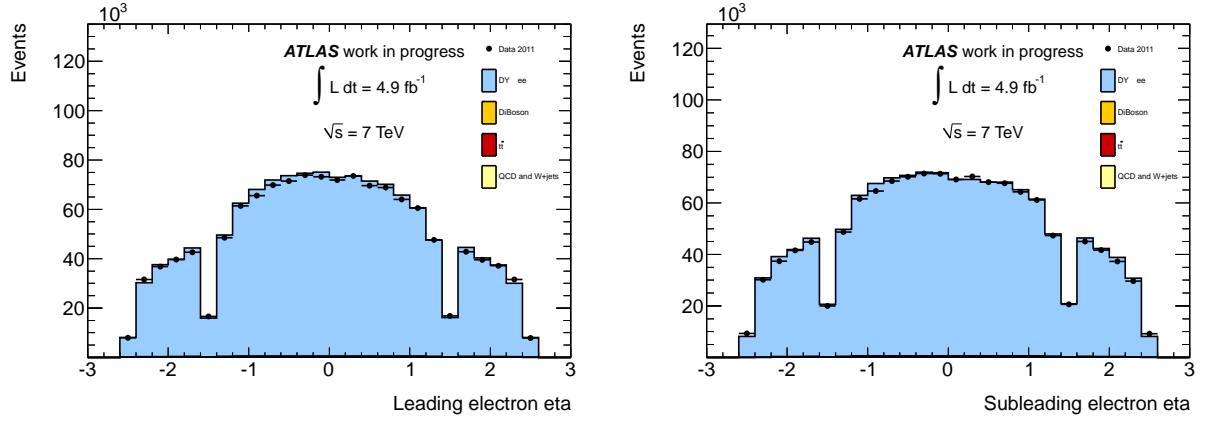 10³
Events
120
100
80
60
40
20
ATLAS work in progress
∫ L dt = 4.9 fb⁻¹
√s = 7 TeV
Data 2011
DY ee
DiBoson
tt̄
QCD and W+jets
-3 -2 -1 0 1 2 3
Leading electron eta
10³
Events
120
100
80
60
40
20
ATLAS work in progress
∫ L dt = 4.9 fb⁻¹
√s = 7 TeV
Data 2011
DY ee
DiBoson
tt̄
QCD and W+jets
-3 -2 -1 0 1 2 3
Subleading electron eta